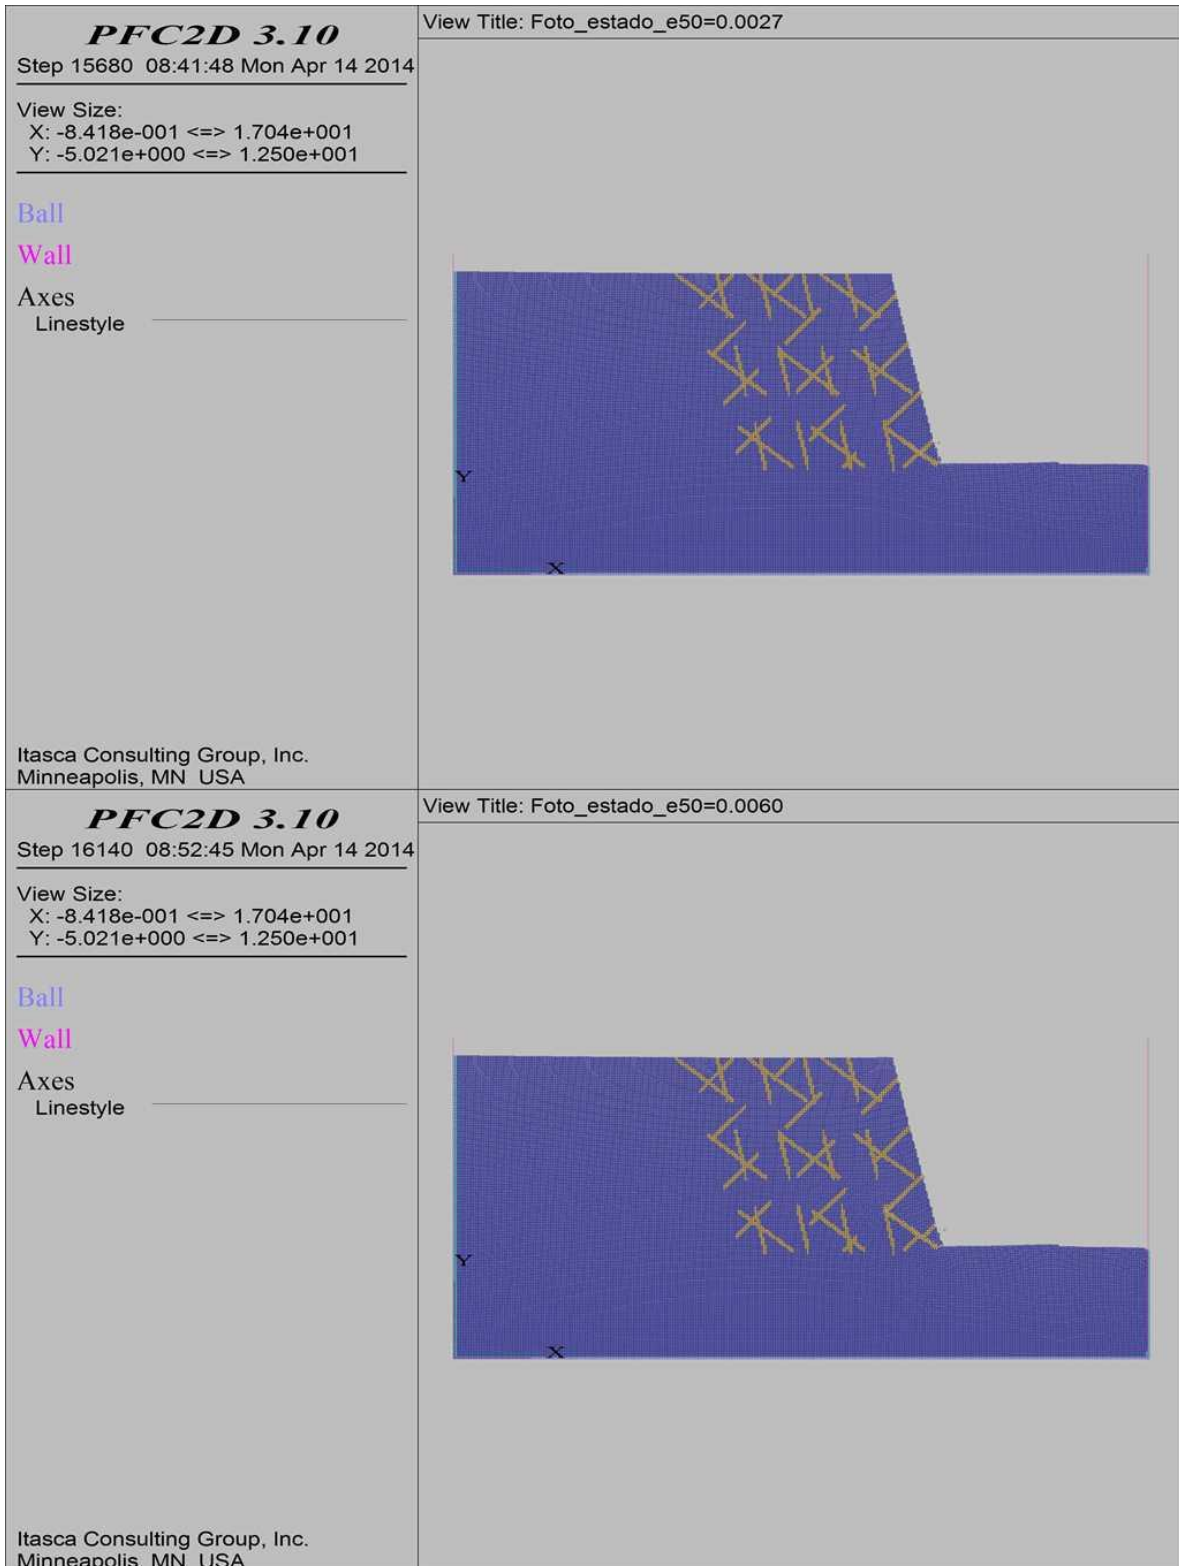 PFC2D 3.10
Step 15680 08:41:48 Mon Apr 14 2014
View Size:
X: -8.418e-001 <=> 1.704e+001
Y: -5.021e+000 <=> 1.250e+001
Ball
Wall
Axes
Linestyle
Itasca Consulting Group, Inc.
Minneapolis, MN USA
View Title: Foto_estado_e50=0.0027
Y
X
PFC2D 3.10
Step 16140 08:52:45 Mon Apr 14 2014
View Size:
X: -8.418e-001 <=> 1.704e+001
Y: -5.021e+000 <=> 1.250e+001
Ball
Wall
Axes
Linestyle
Itasca Consulting Group, Inc.
Minneapolis, MN USA
View Title: Foto_estado_e50=0.0060
Y
X